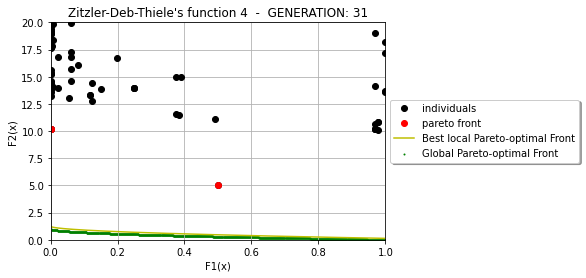 Zitzler-Deb-Thiele's function 4 - GENERATION: 31
20.0
17.5
15.0
12.5
10.0
7.5
5.0
2.5
0.0
F2(x)
0.0 0.2 0.4 0.6 0.8 1.0
F1(x)
individuals
pareto front
Best local Pareto-optimal Front
Global Pareto-optimal Front